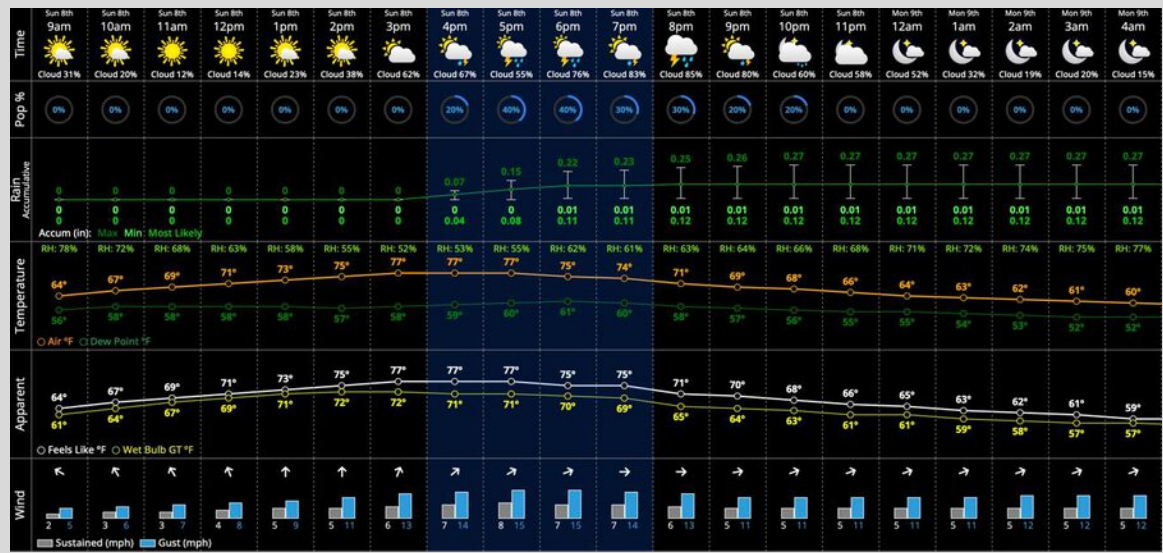 Time
Sun 8th Sun 8th Sun 8th Sun 8th Sun 8th Sun 8th Sun 8th Sun 8th Sun 8th Sun 8th Sun 8th Sun 8th Sun 8th Sun 8th Sun 8th Mon 9th Mon 9th Mon 9th Mon 9th Mon 9th
9am 10am 11am 12pm 1pm 2pm 3pm 4pm 5pm 6pm 7pm 8pm 9pm 10pm 11pm 12am 1am 2am 3am 4am
Cloud 31% Cloud 20% Cloud 12% Cloud 14% Cloud 23% Cloud 38% Cloud 62% Cloud 67% Cloud 55% Cloud 76% Cloud 83% Cloud 85% Cloud 80% Cloud 60% Cloud 58% Cloud 52% Cloud 32% Cloud 19% Cloud 20% Cloud 15%
Pop %
0% 0% 0% 0% 0% 0% 0% 20% 40% 40% 30% 30% 20% 20% 0% 0% 0% 0% 0% 0%
Rain
Accumulative
0 0 0 0 0 0 0 0.07 0.15 0.22 0.23 0.25 0.26 0.27 0.27 0.27 0.27 0.27 0.27 0.27
0 0 0 0 0 0 0 0 0 0.01 0.01 0.01 0.01 0.01 0.01 0.01 0.01 0.01 0.01 0.01
0 0 0 0 0 0 0 0.04 0.08 0.11 0.11 0.12 0.12 0.12 0.12 0.12 0.12 0.12 0.12 0.12
Accum (in): Max Min Most Likely
Temperature
RH: 78% RH: 72% RH: 68% RH: 63% RH: 58% RH: 55% RH: 52% RH: 53% RH: 55% RH: 62% RH: 61% RH: 63% RH: 64% RH: 66% RH: 68% RH: 71% RH: 72% RH: 74% RH: 75% RH: 77%
64° 67° 69° 71° 73° 75° 77° 77° 77° 75° 74° 71° 69° 68° 66° 64° 63° 62° 61° 60°
56° 58° 58° 58° 58° 57° 58° 59° 60° 61° 60° 58° 57° 56° 55° 55° 54° 53° 52° 52°
Air °F Dew Point °F
Apparent
64° 67° 69° 71° 73° 75° 77° 77° 77° 75° 75° 71° 70° 68° 66° 65° 63° 62° 61° 59°
61° 64° 67° 69° 71° 72° 72° 71° 71° 70° 69° 65° 64° 63° 61° 61° 59° 58° 57° 57°
Feels Like °F Wet Bulb GT °F
Wind
2 5 3 6 3 7 4 8 5 9 5 11 6 13 7 14 8 15 7 15 7 14 6 13 5 11 5 11 5 11 5 11 5 11 5 12 5 12 5 12
Sustained (mph) Gust (mph)